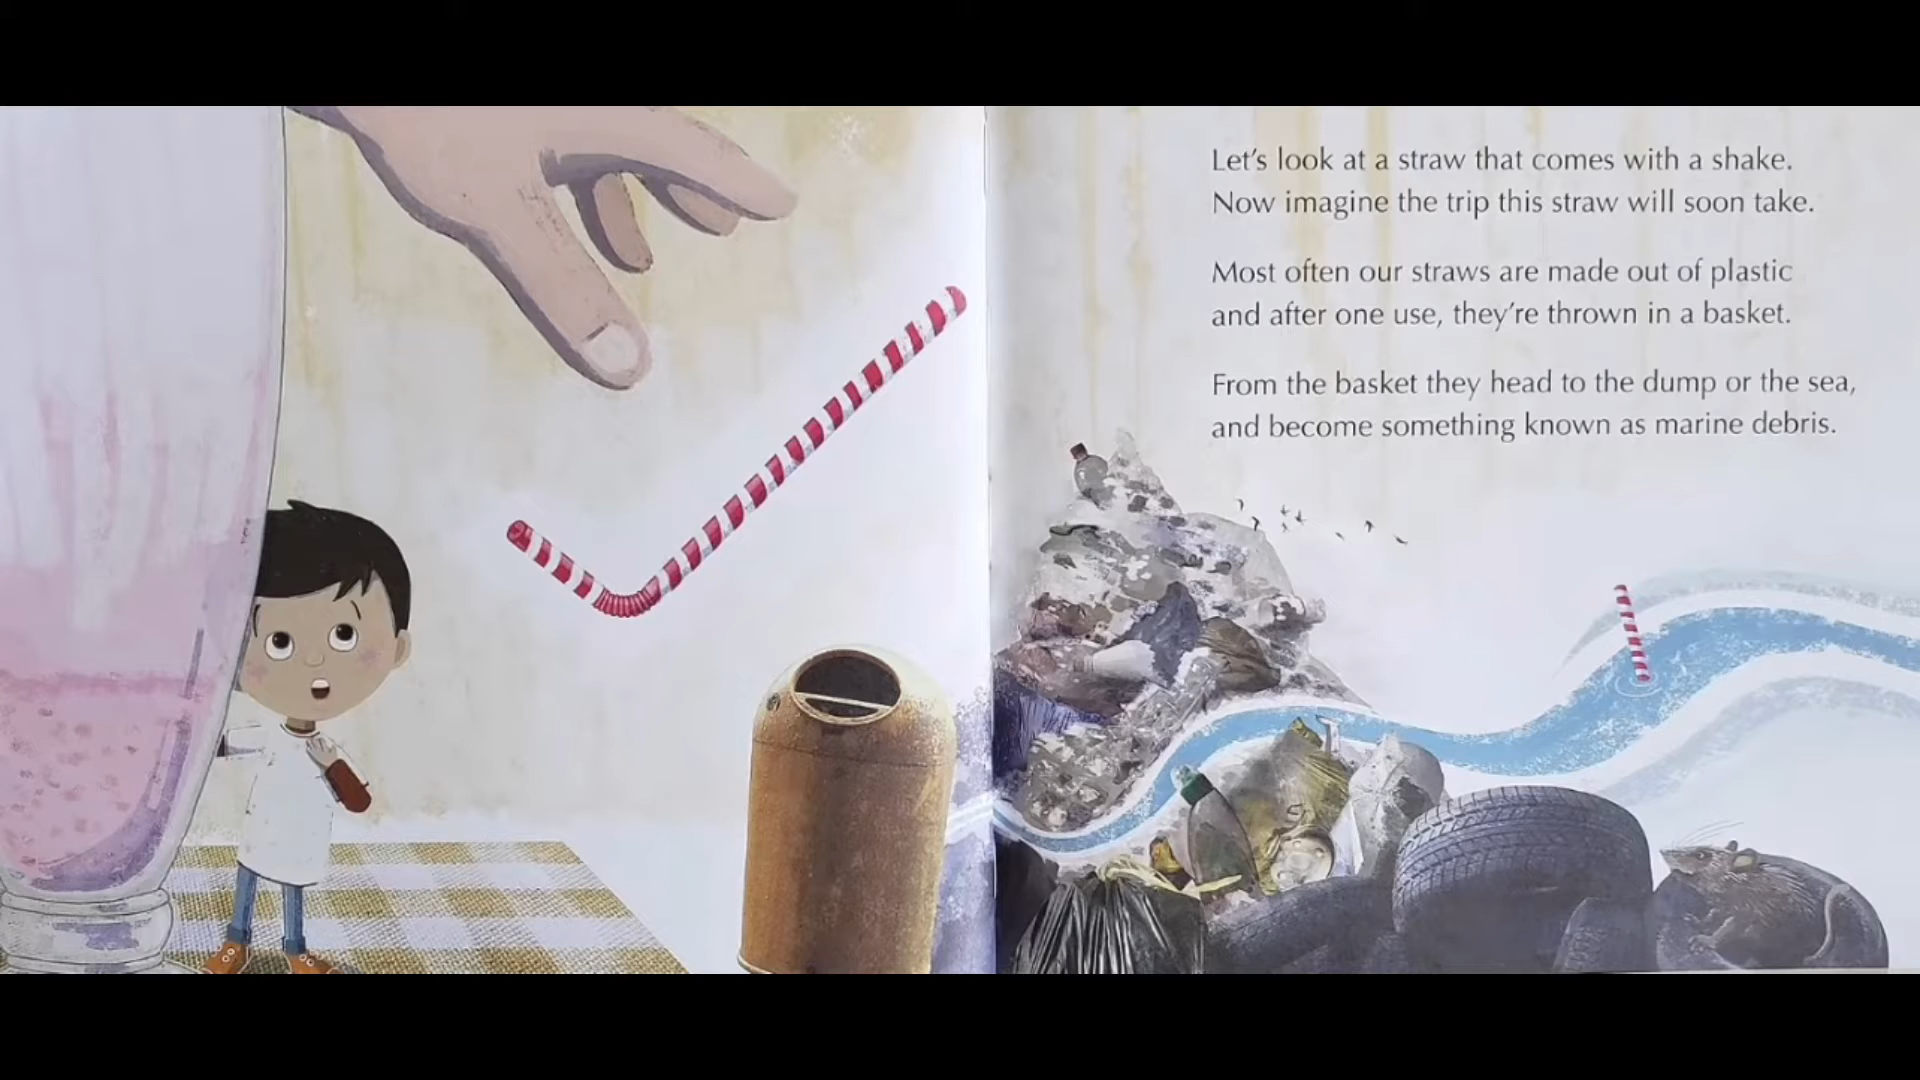 Let's look at a straw that comes with a shake.
Now imagine the trip this straw will soon take.
Most often our straws are made out of plastic
and after one use, they're thrown in a basket.
From the basket they head to the dump or the sea,
and become something known as marine debris.